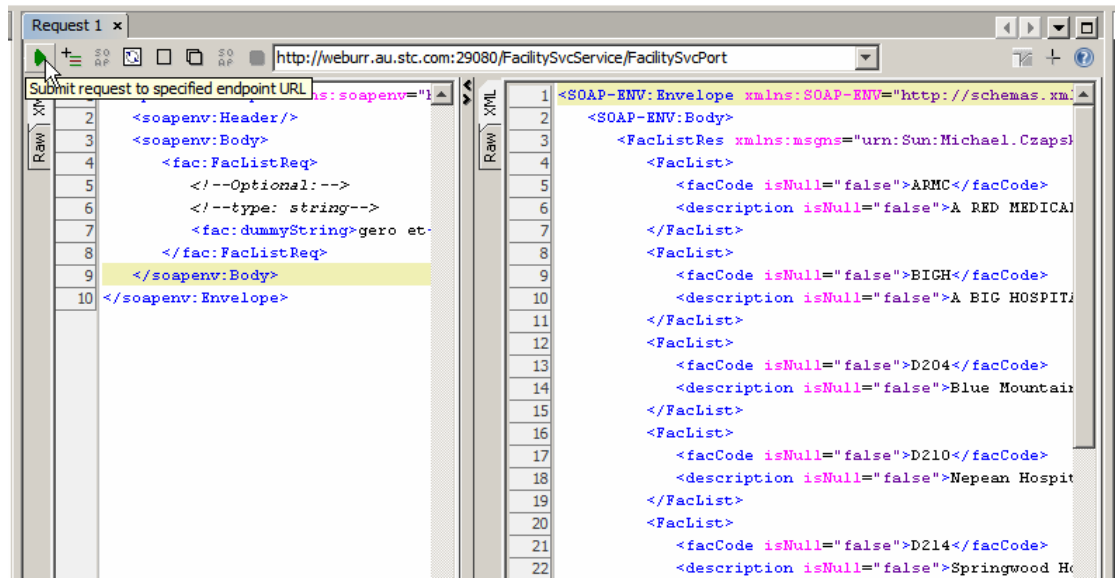 Request 1
http://weburr.au.stc.com:29080/FacilitySvcService/FacilitySvcPort
Submit request to specified endpoint URL
XML
Raw
ns:soapenv="
2 <soapenv:Header/>
3 <soapenv:Body>
4 <fac:FacListReq>
5 <!--Optional:-->
6 <!--type: string-->
7 <fac:dummyString>gero et-
8 </fac:FacListReq>
9 </soapenv:Body>
10 </soapenv:Envelope>
XML
Raw
1 <SOAP-ENV:Envelope xmlns:SOAP-ENV="http://schemas.xml
2 <SOAP-ENV:Body>
3 <FacListRes xmlns:msgns="urn:Sun:Michael.Czapsk
4 <FacList>
5 <facCode isNull="false">ARMC</facCode>
6 <description isNull="false">A RED MEDICAL
7 </FacList>
8 <FacList>
9 <facCode isNull="false">BIGH</facCode>
10 <description isNull="false">A BIG HOSPITA
11 </FacList>
12 <FacList>
13 <facCode isNull="false">D204</facCode>
14 <description isNull="false">Blue Mountain
15 </FacList>
16 <FacList>
17 <facCode isNull="false">D210</facCode>
18 <description isNull="false">Nepean Hospit
19 </FacList>
20 <FacList>
21 <facCode isNull="false">D214</facCode>
22 <description isNull="false">Springwood Ho